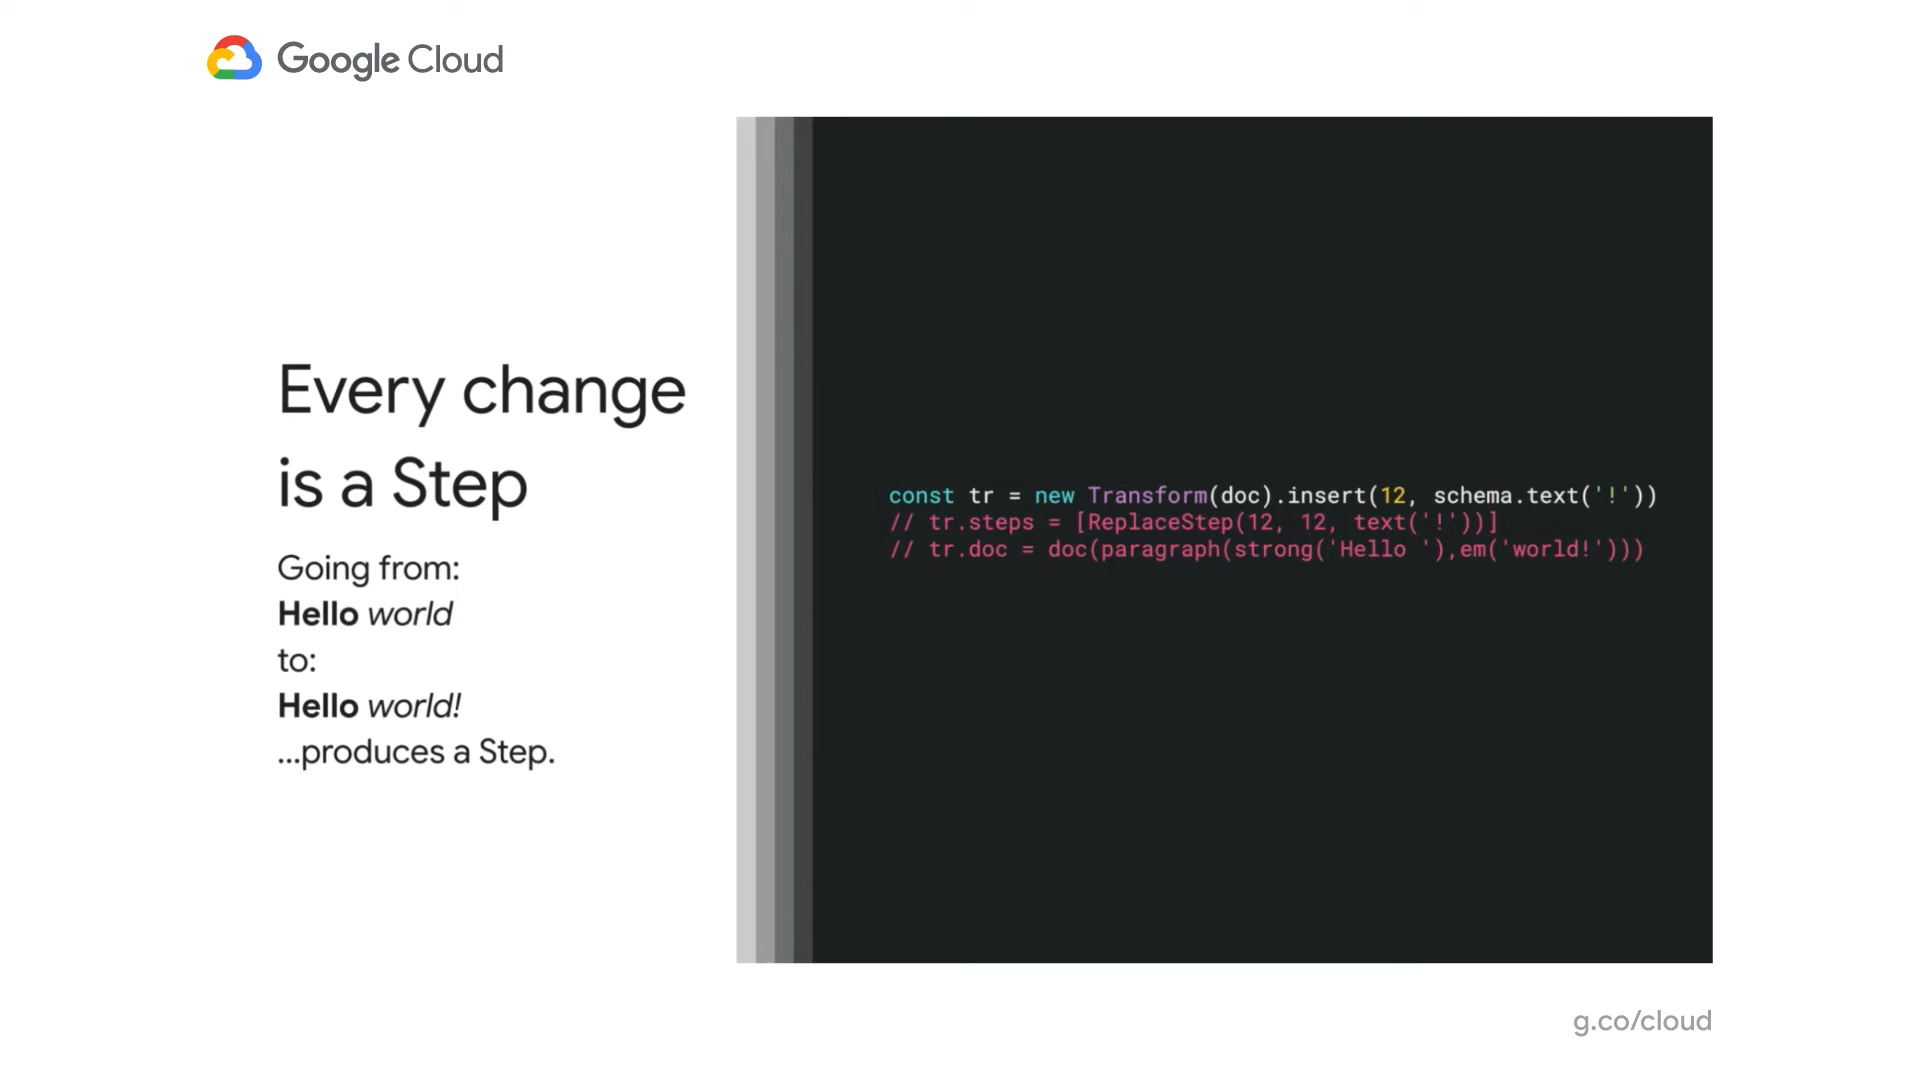 Google Cloud
Every change
is a Step
Going from:
Hello world
to:
Hello world!
...produces a Step.
const tr = new Transform(doc).insert(12, schema.text('!'))
// tr.steps = [ReplaceStep(12, 12, text('!'))]
// tr.doc = doc(paragraph(strong('Hello '),em('world!')))
g.co/cloud